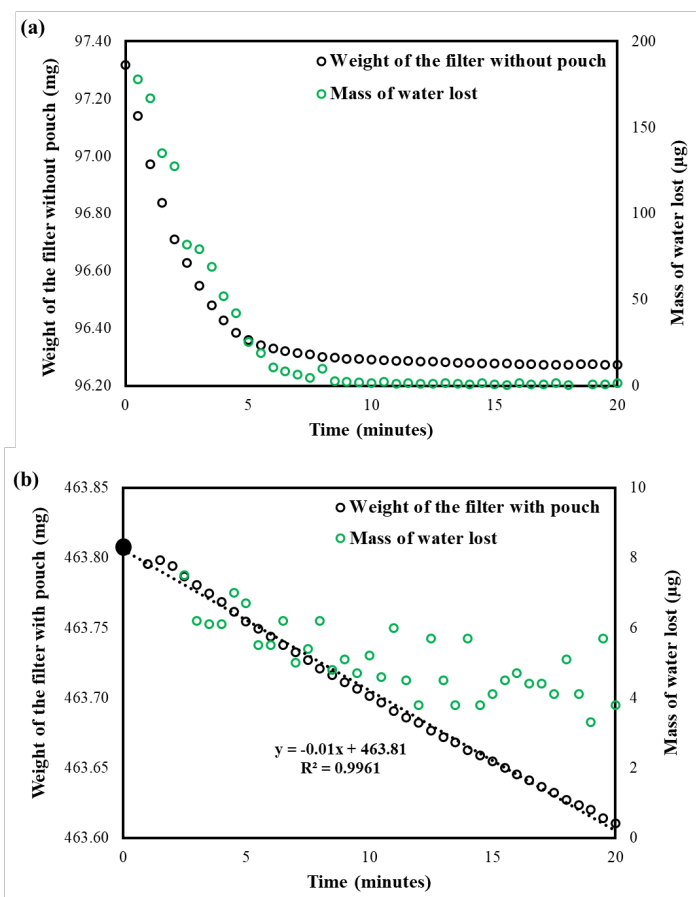 (a)
97.40
97.20
97.00
96.80
96.60
96.40
96.20
200
150
100
50
0
0
5
10
15
20
Weight of the filter without pouch (mg)
Mass of water lost (µg)
Time (minutes)
Weight of the filter without pouch
Mass of water lost
(b)
463.85
463.80
463.75
463.70
463.65
463.60
10
8
6
4
2
0
0
5
10
15
20
Weight of the filter with pouch (mg)
Mass of water lost (µg)
Time (minutes)
Weight of the filter with pouch
Mass of water lost
y = -0.01x + 463.81
R² = 0.9961